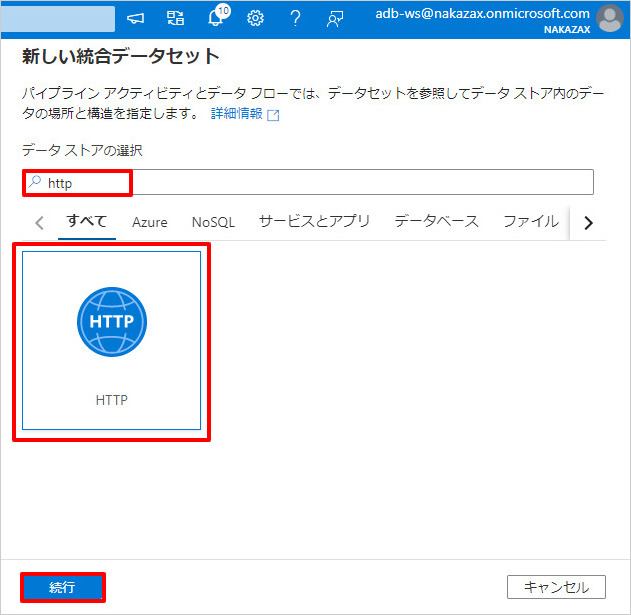 10
adb-ws@nakazax.onmicrosoft.com
NAKAZAX
新しい統合データセット
パイプライン アクティビティとデータ フローでは、データセットを参照してデータ ストア内のデー
タの場所と構造を指定します。 詳細情報
データ ストアの選択
http
すべて Azure NoSQL サービスとアプリ データベース ファイル
HTTP
HTTP
続行 キャンセル